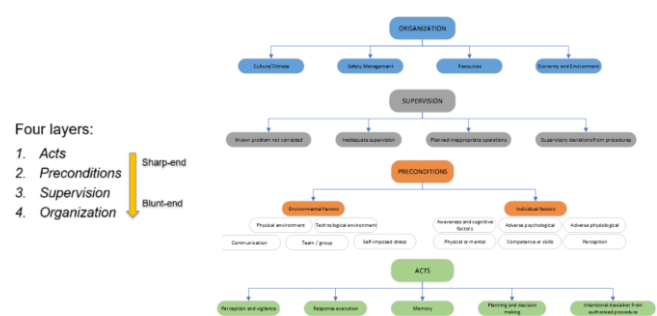 Four layers:
1. Acts
2. Preconditions
3. Supervision
4. Organization
Sharp-end
Blunt-end
ORGANIZATION
Culture/Climate
Safety Management
Resources
Economy and Environment
SUPERVISION
Known problem not corrected
Inadequate supervision
Planned inappropriate operations
Supervisory deviations from procedures
PRECONDITIONS
Environmental factors
Individual factors
Physical environment
Technological environment
Communication
Team / group
Self-imposed stress
Awareness and cognitive
factors
Adverse psychological
Adverse physiological
Physical or mental
Competence or skills
Perception
ACTS
Perception and vigilance
Response execution
Memory
Planning and decision
making
Intentional deviation from
authorised procedure